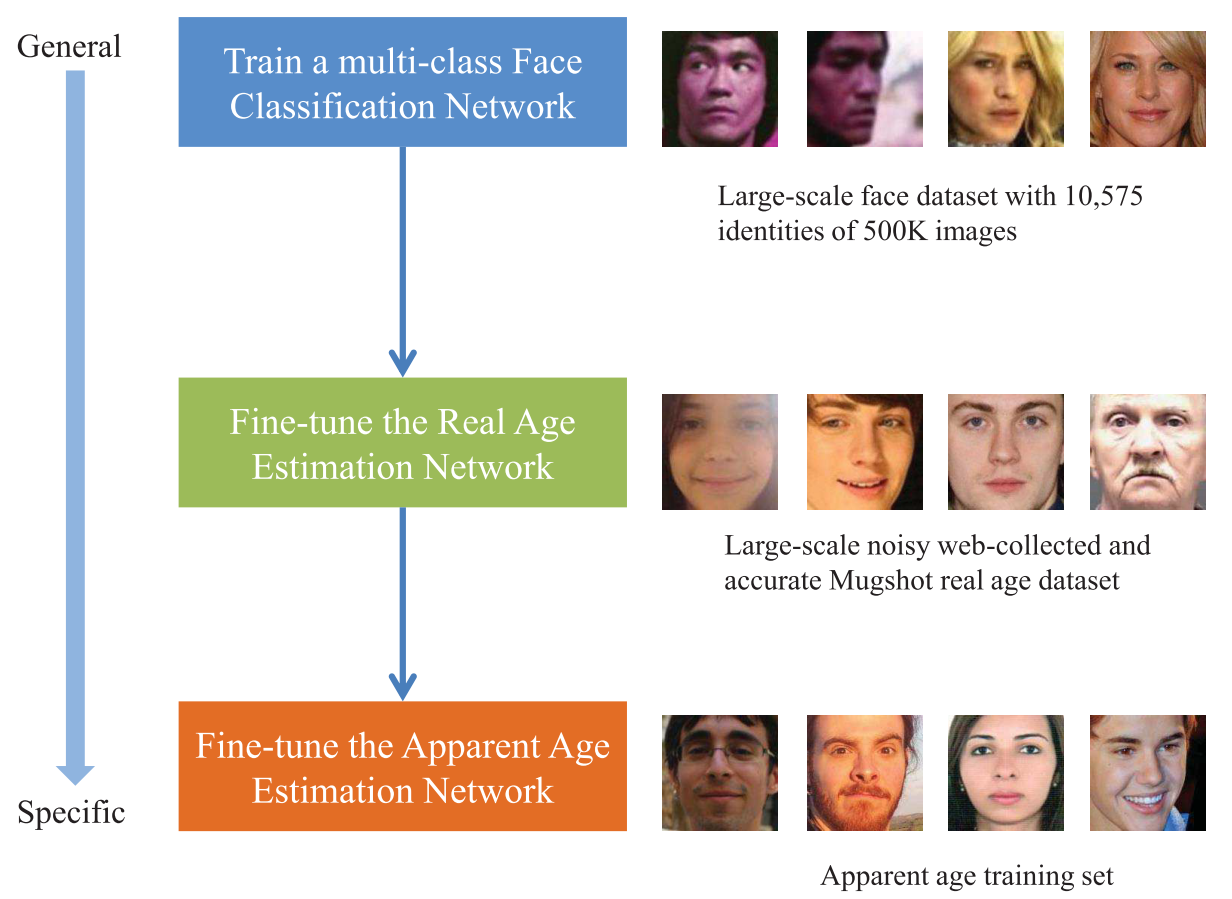 General
Train a multi-class Face
Classification Network
Large-scale face dataset with 10,575
identities of 500K images
Fine-tune the Real Age
Estimation Network
Large-scale noisy web-collected and
accurate Mugshot real age dataset
Fine-tune the Apparent Age
Estimation Network
Specific
Apparent age training set